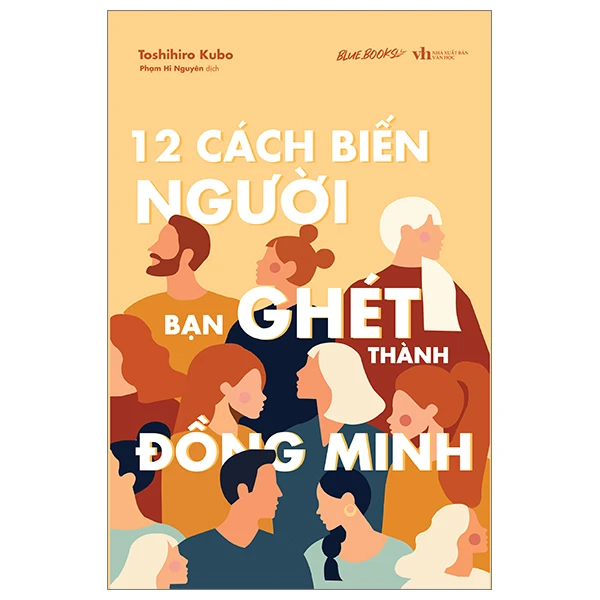 Toshihiro Kubo
Phạm Hi Nguyên dịch
BLUE.BOOKS
vh NHÀ XUẤT BẢN
VĂN HỌC
12 CÁCH BIẾN
NGƯỜI
BẠN GHÉT
THÀNH
ĐỒNG MINH